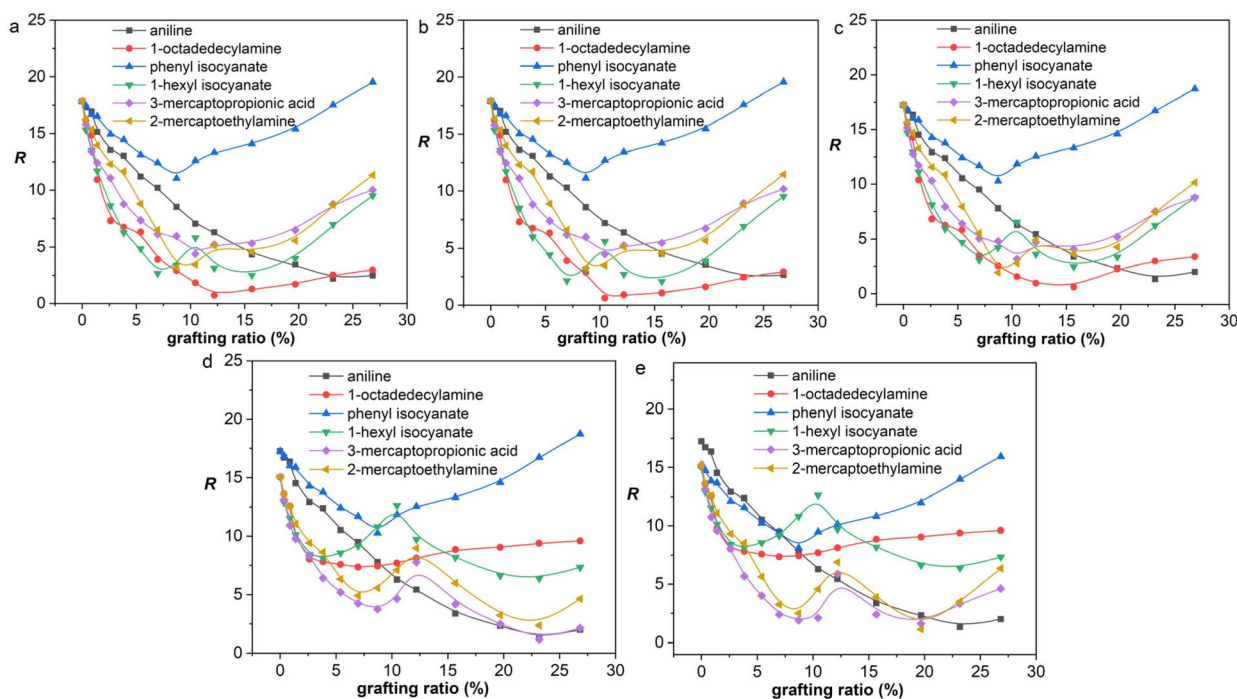 a
25
20
15
10
5
0
R
0 5 10 15 20 25 30
grafting ratio (%)
aniline
1-octadedecylamine
phenyl isocyanate
1-hexyl isocyanate
3-mercaptopropionic acid
2-mercaptoethylamine
b
25
20
15
10
5
0
R
0 5 10 15 20 25 30
grafting ratio (%)
aniline
1-octadedecylamine
phenyl isocyanate
1-hexyl isocyanate
3-mercaptopropionic acid
2-mercaptoethylamine
c
25
20
15
10
5
0
R
0 5 10 15 20 25 30
grafting ratio (%)
aniline
1-octadedecylamine
phenyl isocyanate
1-hexyl isocyanate
3-mercaptopropionic acid
2-mercaptoethylamine
d
25
20
15
10
5
0
R
0 5 10 15 20 25 30
grafting ratio (%)
aniline
1-octadedecylamine
phenyl isocyanate
1-hexyl isocyanate
3-mercaptopropionic acid
2-mercaptoethylamine
e
20
15
10
5
0
R
0 5 10 15 20 25 30
grafting ratio (%)
aniline
1-octadedecylamine
phenyl isocyanate
1-hexyl isocyanate
3-mercaptopropionic acid
2-mercaptoethylamine